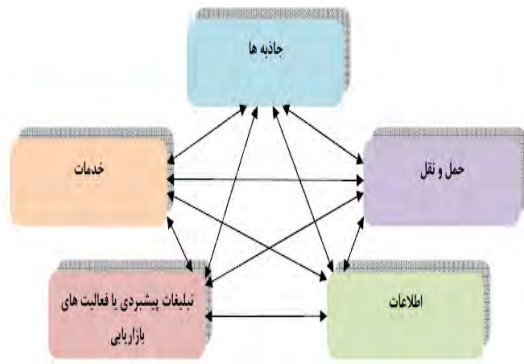 جاذبه ها
حمل و نقل
خدمات
اطلاعات
تبلیغات پیشبردی یا فعالیت های
بازاریابی